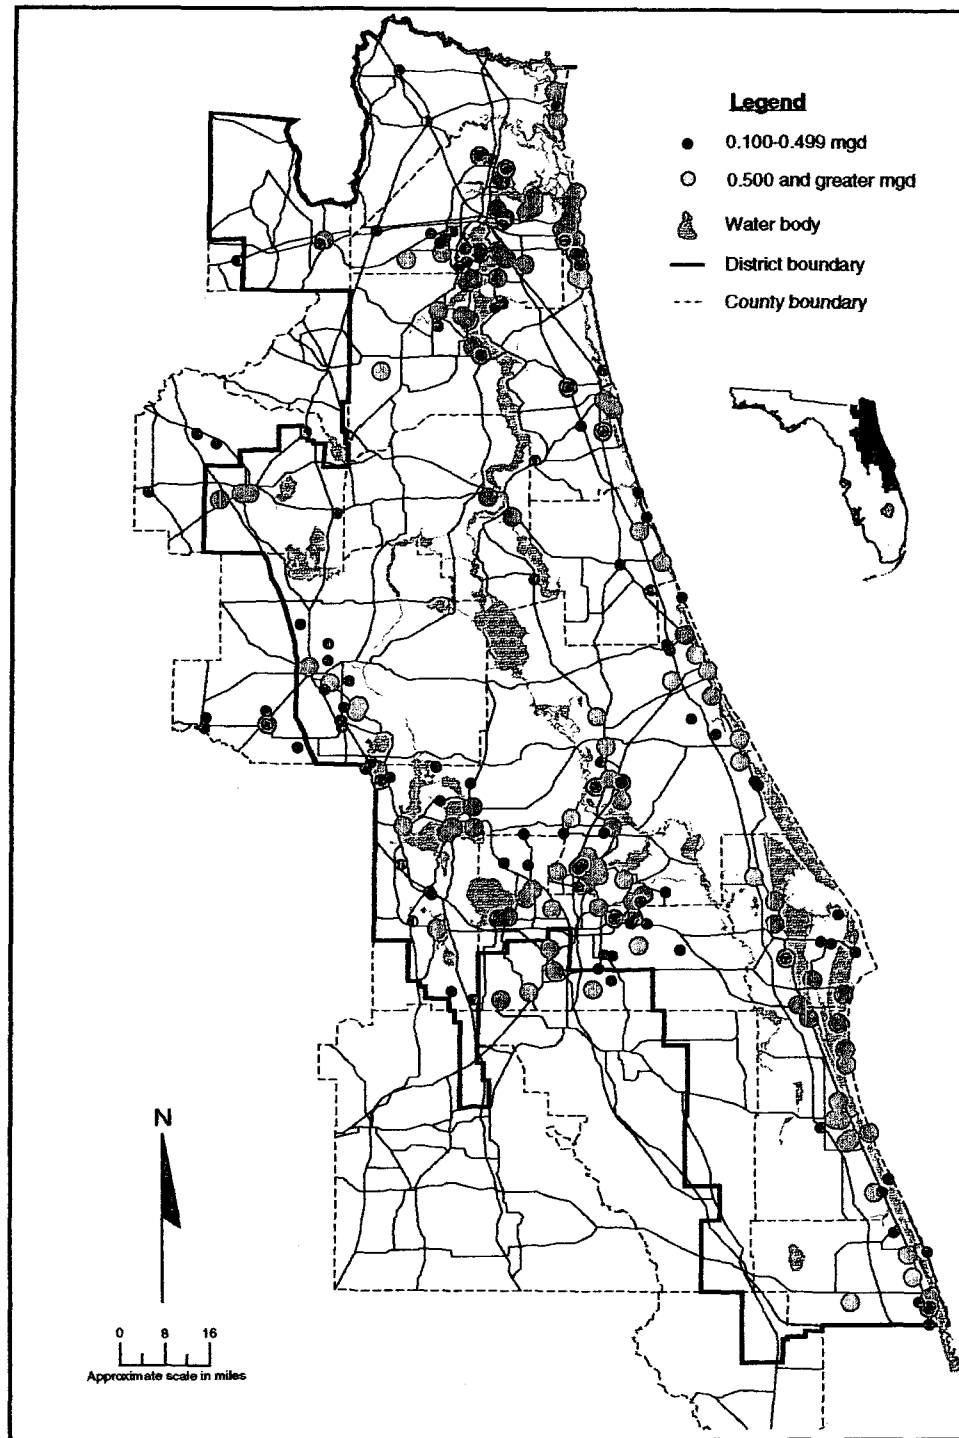 Legend
0.100-0.499 mgd
0.500 and greater mgd
Water body
District boundary
County boundary
N
0 8 16
Approximate scale in miles